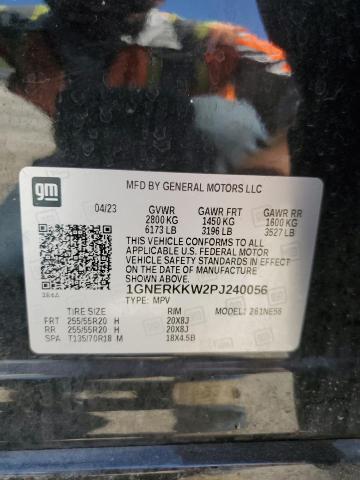 gm
MFD BY GENERAL MOTORS LLC
04/23 GVWR GAWR FRT GAWR RR
2800 KG 1450 KG 1600 KG
6173 LB 3196 LB 3527 LB
THIS VEHICLE CONFORMS TO ALL
APPLICABLE U.S. FEDERAL MOTOR
VEHICLE SAFETY STANDARDS IN EFFECT
ON THE DATE OF MANUFACTURE SHOWN ABOVE.
1GNERKKW2PJ240056
TYPE: MPV
TIRE SIZE RIM MODEL: 261NE56
FRT 255/55R20 H 20X8J
RR 255/55R20 H 20X8J
SPA T135/70R18 M 18X4.5B